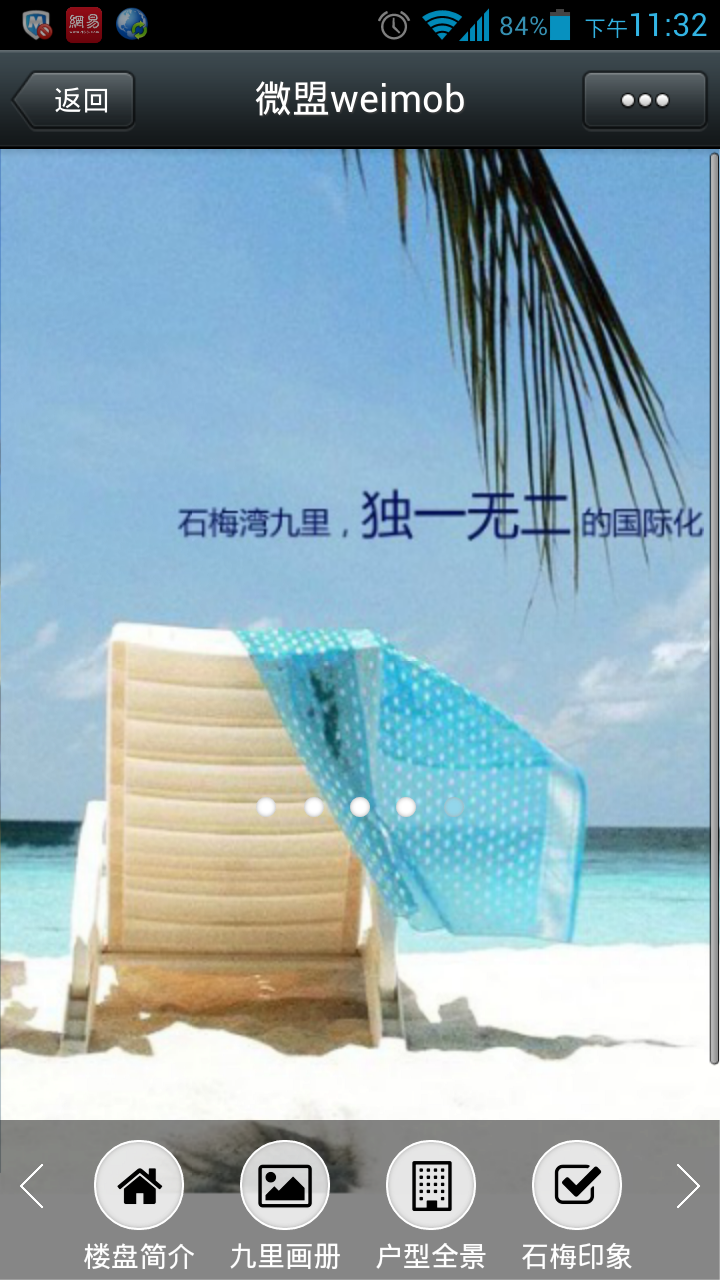 網易
84% 下午11:32
返回 微盟weimob
石梅湾九里，独一无二的国际化
楼盘简介 九里画册 户型全景 石梅印象